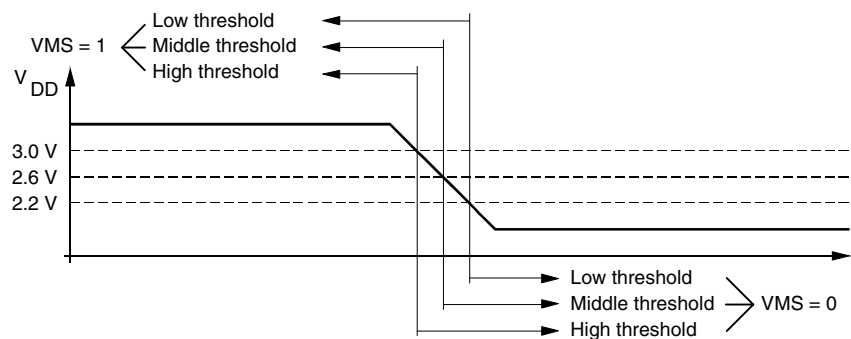 Low threshold
VMS = 1
Middle threshold
High threshold
V DD
3.0 V
2.6 V
2.2 V
Low threshold
Middle threshold
VMS = 0
High threshold